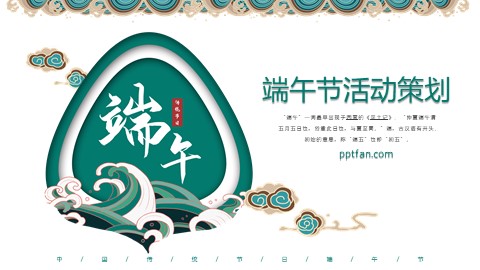 端午
传统节日
端午节活动策划
"端午"一词最早出现于西晋的《风土记》，"仲夏端午谓
五月五日也，俗重此日也，与夏至同。"端，古汉语有开头、
初始的意思，称"端五"也即"初五"。
pptfan.com
中/国/传/统/节/日/端/午/节